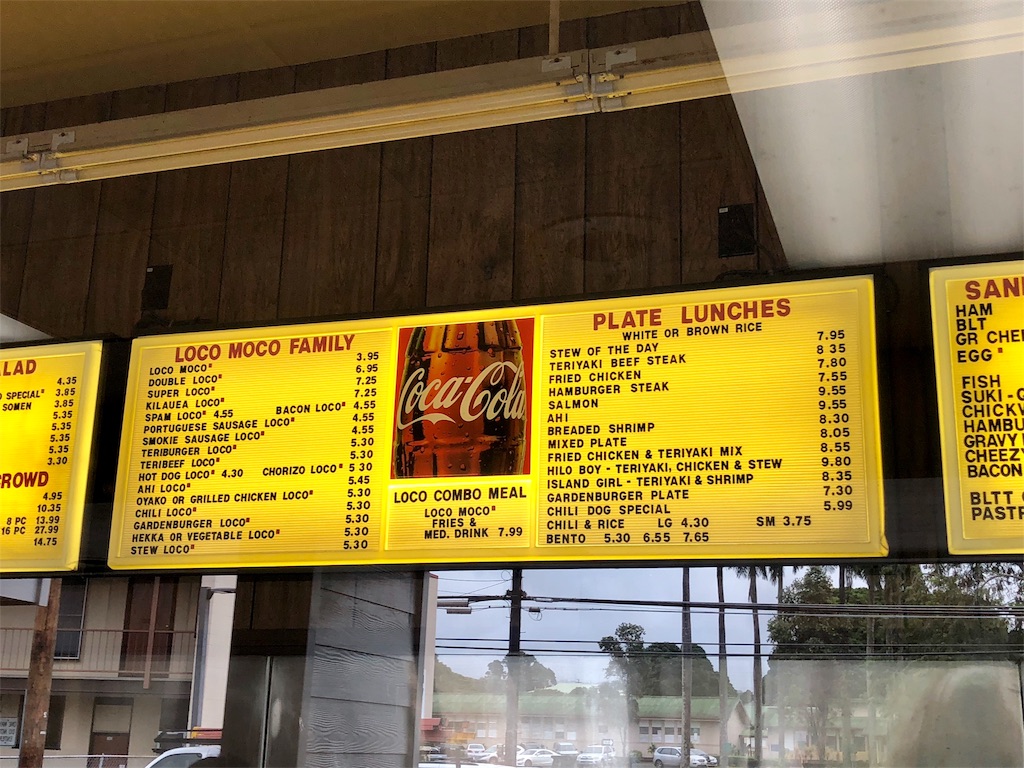 ALAD
4.35
SPECIAL" 3.85
SOMEN 3.85
5.35
5.35
5.35
5.35
3.30
ROWD
4.95
10.35
8 PC 13.99
16 PC 27.99
14.75
LOCO MOCO FAMILY
LOCO MOCO" 3.95
DOUBLE LOCO" 6.95
SUPER LOCO" 7.25
KILAUEA LOCO" 7.25
SPAM LOCO" 4.55 BACON LOCO" 4.55
PORTUGUESE SAUSAGE LOCO" 4.55
SMOKIE SAUSAGE LOCO" 4.55
TERIBURGER LOCO" 5.30
TERIBEEF LOCO" 5.30
HOT DOG LOCO" 4.30 CHORIZO LOCO" 5.30
AHI LOCO" 5.45
OYAKO OR GRILLED CHICKEN LOCO" 5.30
CHILI LOCO" 5.30
GARDENBURGER LOCO" 5.30
HEKKA OR VEGETABLE LOCO" 5.30
STEW LOCO" 5.30
Coca-Cola
LOCO COMBO MEAL
LOCO MOCO"
FRIES &
MED. DRINK 7.99
PLATE LUNCHES
WHITE OR BROWN RICE
STEW OF THE DAY 7.95
TERIYAKI BEEF STEAK 8 35
FRIED CHICKEN 7.80
HAMBURGER STEAK 7.55
SALMON 9.55
AHI 9.55
BREADED SHRIMP 8.30
MIXED PLATE 8.05
FRIED CHICKEN & TERIYAKI MIX 8.55
HILO BOY - TERIYAKI, CHICKEN & STEW 9.80
ISLAND GIRL - TERIYAKI & SHRIMP 8.35
GARDENBURGER PLATE 7.30
CHILI DOG SPECIAL 5.99
CHILI & RICE LG 4.30 SM 3.75
BENTO 5.30 6.55 7.65
SAN
HAM
BLT
GR CHE
EGG "
FISH
SUKI-
CHICK
HAMBU
GRAVY
CHEEZY
BACON
BLTT
PAST